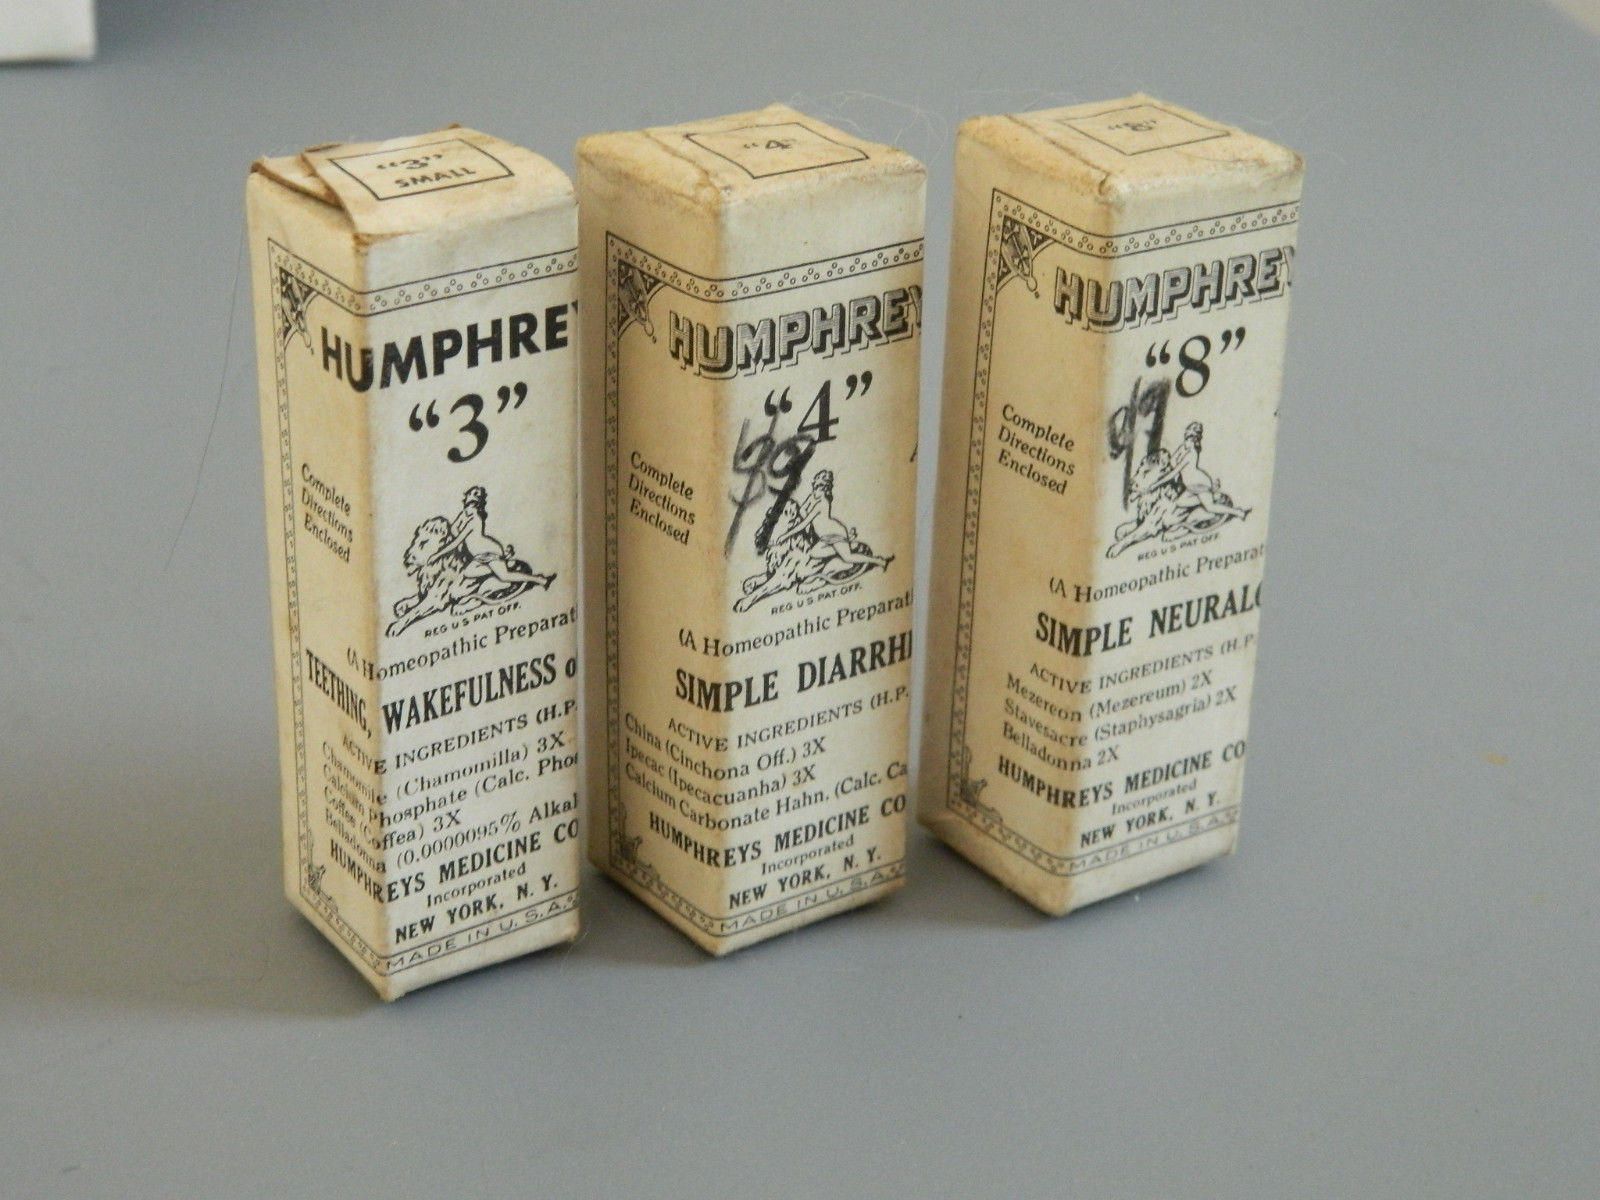 "3"
SMALL
HUMPHREY
"3"
Complete
Directions
Enclosed
REG U S PAT. OFF.
(A Homeopathic Preparat
TEETHING, WAKEFULNESS o
ACTIVE INGREDIENTS (H.P.
Chamomile (Chamomilla) 3X
Calcium Phosphate (Calc. Phos
Coffee (Coffea) 3X
Belladonna (0.0000095% Alkal
HUMPHREYS MEDICINE CO
Incorporated
NEW YORK, N. Y.
MADE IN U. S. A.
"4"
HUMPHREY
"4"
89
Complete
Directions
Enclosed
REG U S PAT. OFF.
(A Homeopathic Preparati
SIMPLE DIARRH
ACTIVE INGREDIENTS (H.P.
China (Cinchona Off.) 3X
Ipecac (Ipecacuanha) 3X
Calcium Carbonate Hahn. (Calc. Ca
HUMPHREYS MEDICINE CO
Incorporated
NEW YORK, N. Y.
MADE IN U. S. A.
"8"
HUMPHREY
"8"
Complete
Directions
Enclosed
REG U S PAT OFF.
(A Homeopathic Preparat
SIMPLE NEURALG
ACTIVE INGREDIENTS (H.P.
Mezereon (Mezereum) 2X
Stavesacre (Staphysagria) 2X
Belladonna 2X
HUMPHREYS MEDICINE CO
Incorporated
NEW YORK, N. Y.
MADE IN U. S. A.